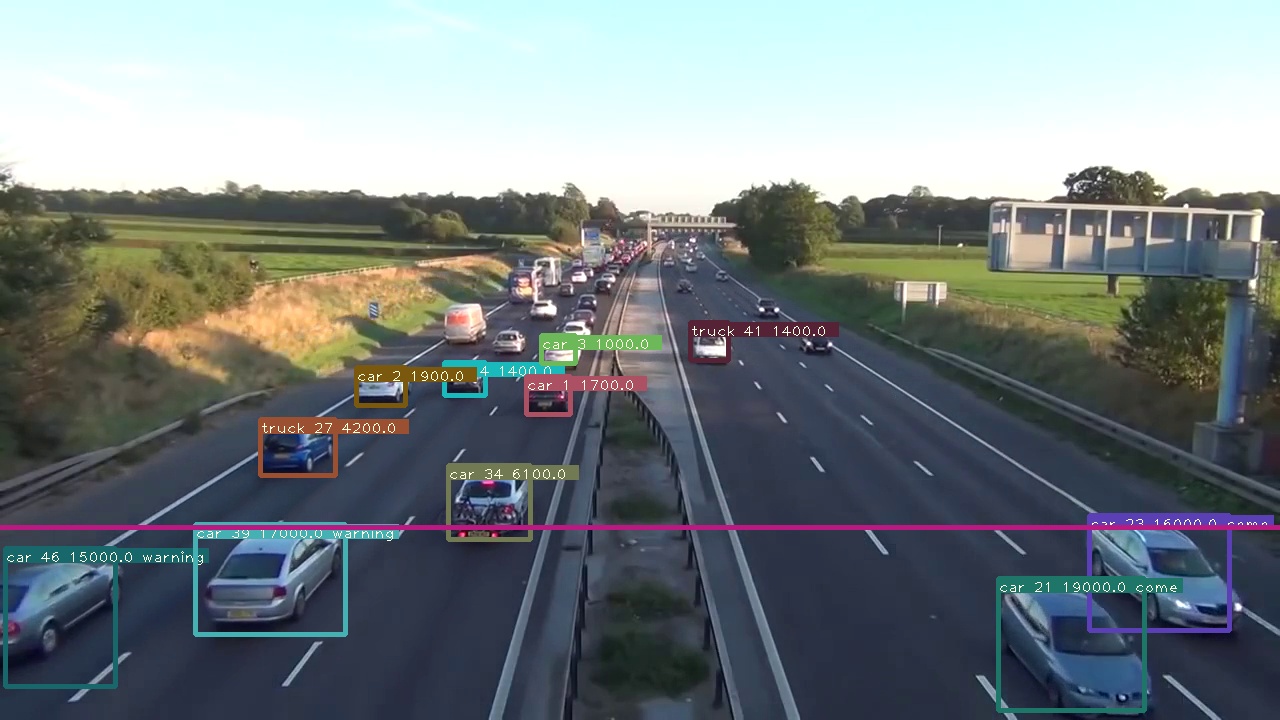 truck 41 1400.0
car 3 1000.0
4 1400.0
car 2 1900.0
car 1 1700.0
truck 27 4200.0
car 34 6100.0
car 23 16000.0 come
car 39 17000.0 warning
car 46 15000.0 warning
car 21 19000.0 come